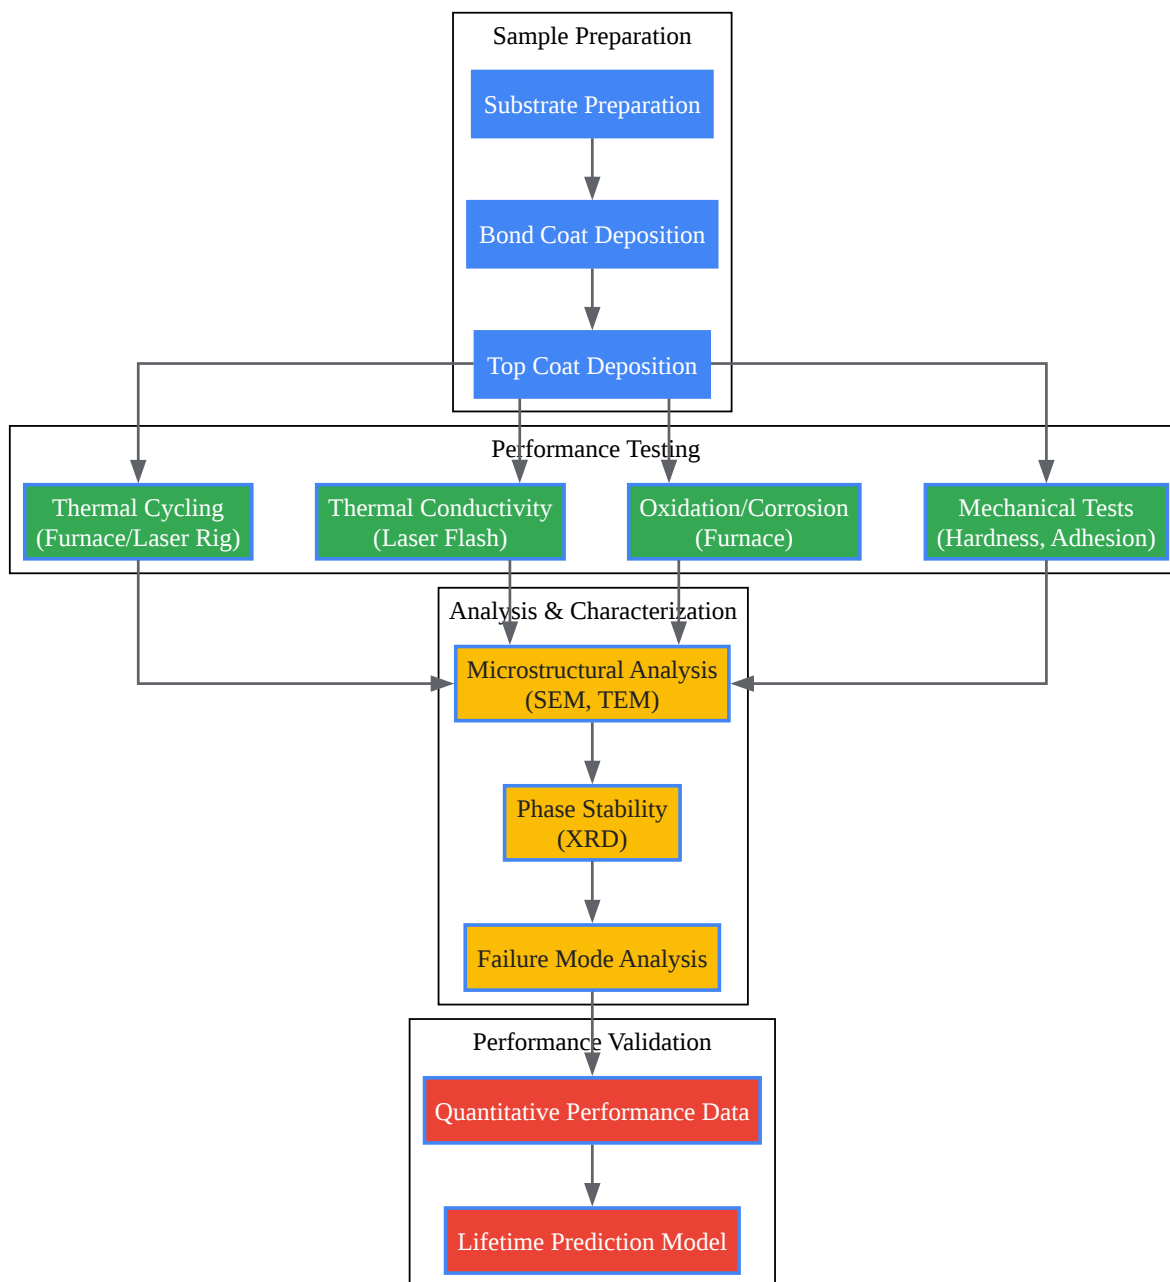 Sample Preparation
Substrate Preparation
Bond Coat Deposition
Top Coat Deposition
Performance Testing
Thermal Cycling
(Furnace/Laser Rig)
Thermal Conductivity
(Laser Flash)
Oxidation/Corrosion
(Furnace)
Mechanical Tests
(Hardness, Adhesion)
Analysis & Characterization
Microstructural Analysis
(SEM, TEM)
Phase Stability
(XRD)
Failure Mode Analysis
Performance Validation
Quantitative Performance Data
Lifetime Prediction Model